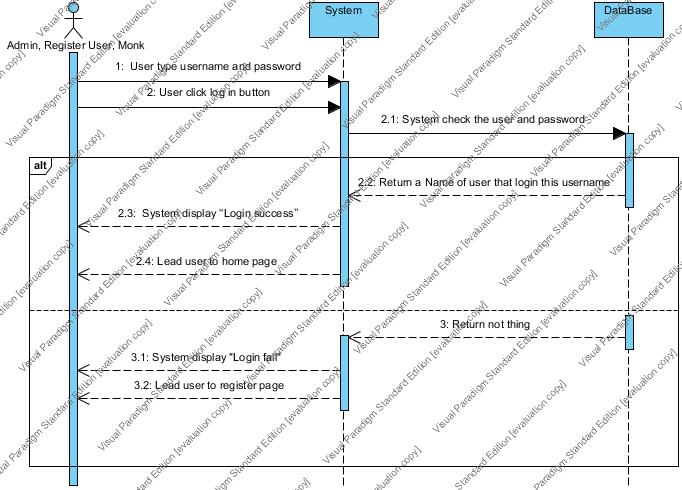 System
DataBase
Admin, Register User, Monk
1: User type username and password
2: User click log in button
2.1: System check the user and password
alt
2.2: Return a Name of user that login this username
2.3: System display "Login success"
2.4: Lead user to home page
3: Return not thing
3.1: System display "Login fail"
3.2: Lead user to register page
Visual Paradigm Standard Edition [evaluation copy]